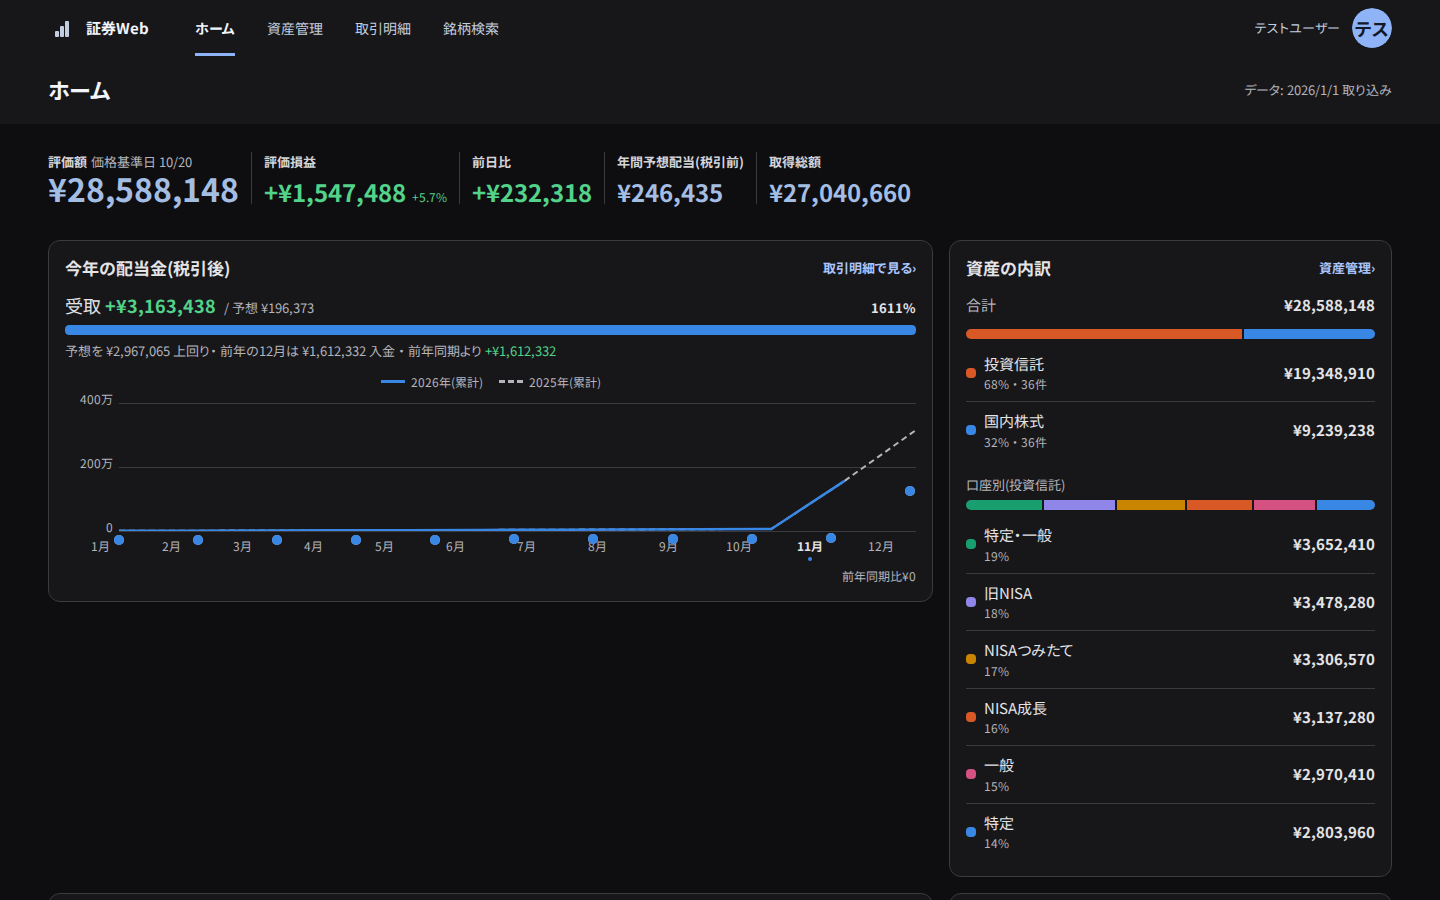 証券Web ホーム 資産管理 取引明細 銘柄検索 テストユーザー テス
ホーム データ: 2026/1/1 取り込み
評価額 価格基準日 10/20
¥28,588,148
評価損益
+¥1,547,488 +5.7%
前日比
+¥232,318
年間予想配当(税引前)
¥246,435
取得総額
¥27,040,660
今年の配当金(税引後) 取引明細で見る›
受取 +¥3,163,438 / 予想 ¥196,373 1611%
予想を ¥2,967,065 上回り・前年の12月は ¥1,612,332 入金・前年同期より +¥1,612,332
2026年(累計) 2025年(累計)
400万
200万
0
1月 2月 3月 4月 5月 6月 7月 8月 9月 10月 11月 12月
前年同期比¥0
資産の内訳 資産管理›
合計 ¥28,588,148
投資信託 ¥19,348,910
68%・36件
国内株式 ¥9,239,238
32%・36件
口座別(投資信託)
特定・一般 ¥3,652,410
19%
旧NISA ¥3,478,280
18%
NISAつみたて ¥3,306,570
17%
NISA成長 ¥3,137,280
16%
一般 ¥2,970,410
15%
特定 ¥2,803,960
14%